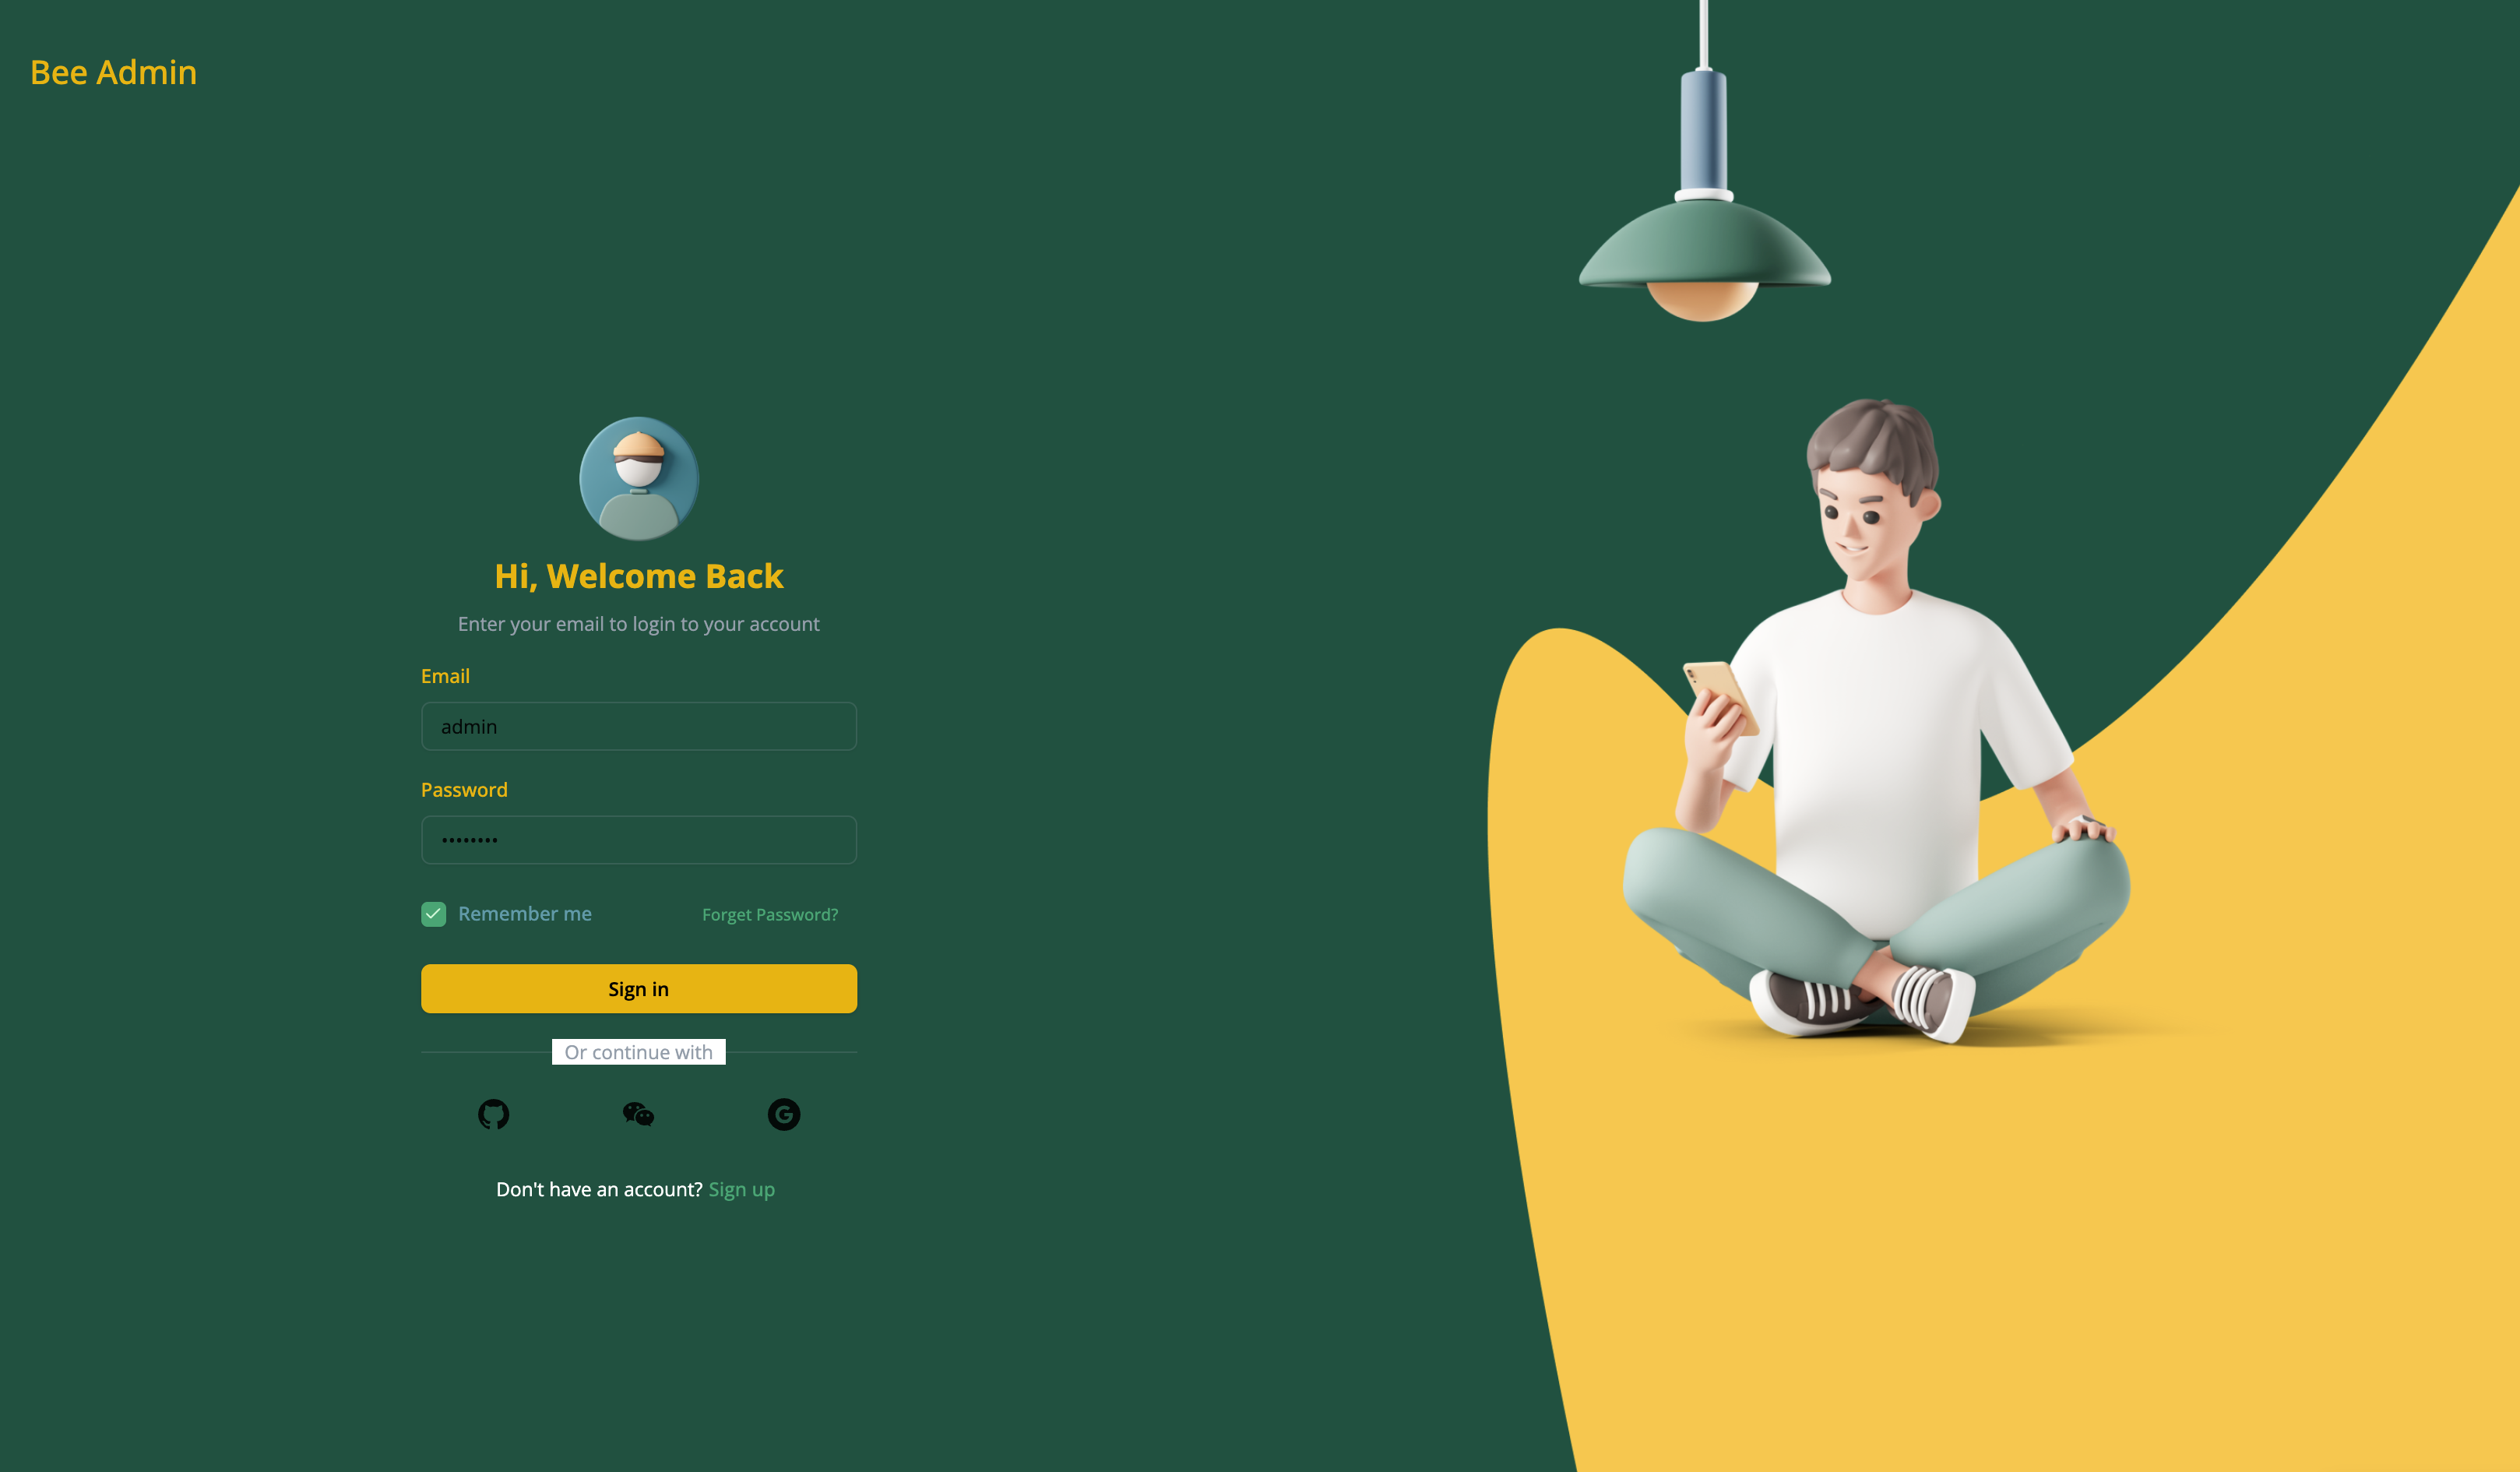 Bee Admin
Hi, Welcome Back
Enter your email to login to your account
Email
admin
Password
••••••••
Remember me
Forget Password?
Sign in
Or continue with
Don't have an account? Sign up